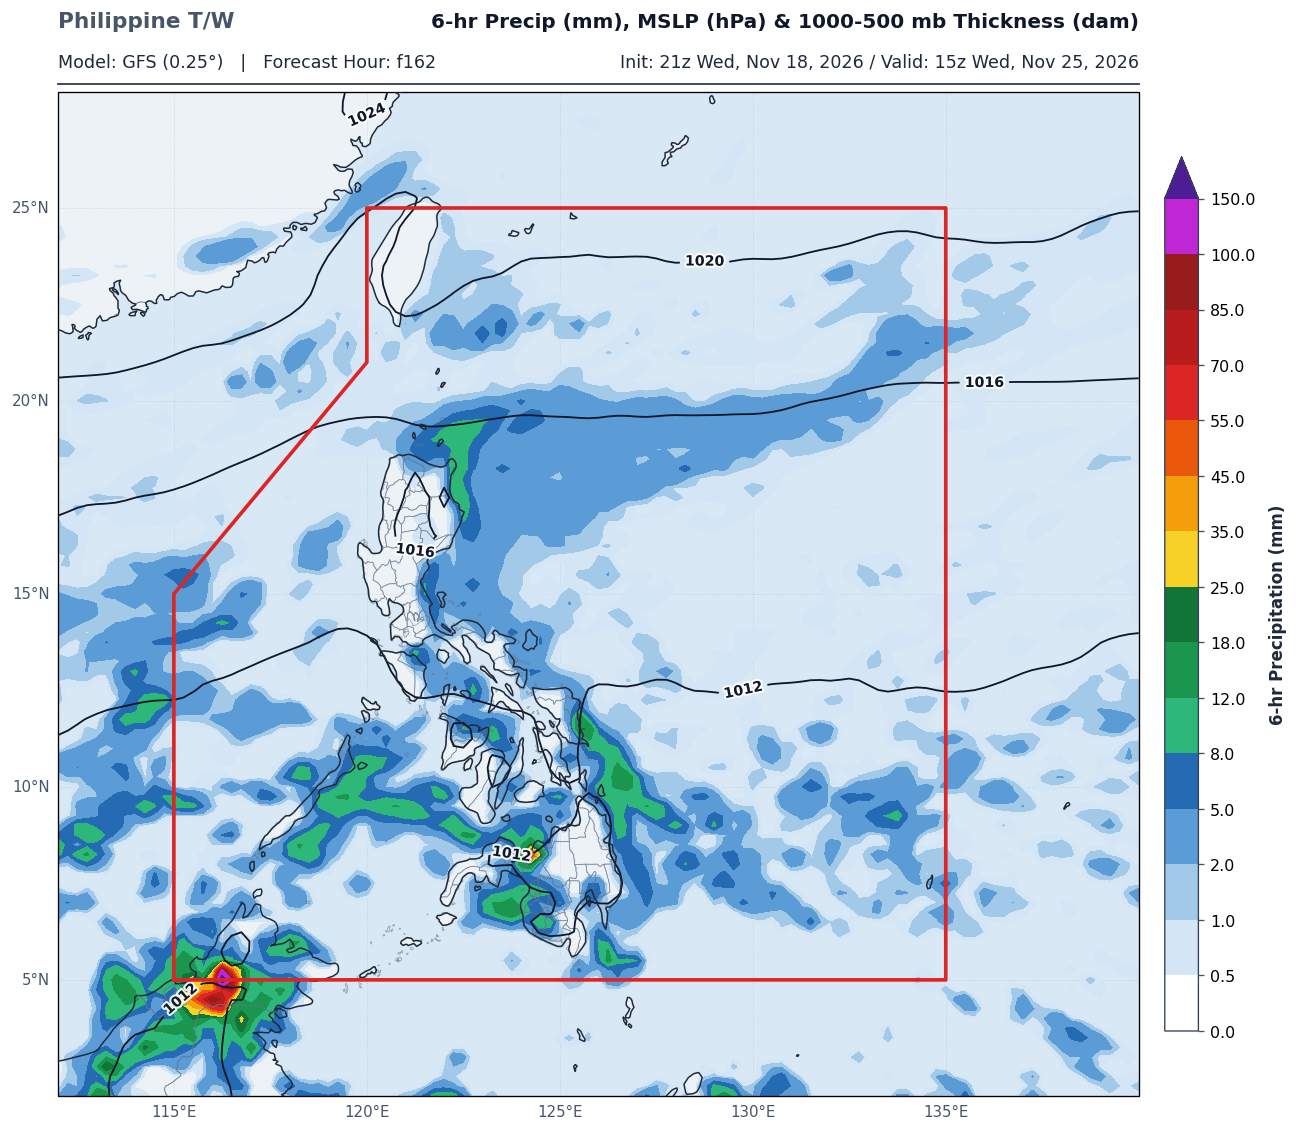 Philippine T/W
6-hr Precip (mm), MSLP (hPa) & 1000-500 mb Thickness (dam)
Model: GFS (0.25°) | Forecast Hour: f162
Init: 21z Wed, Nov 18, 2026 / Valid: 15z Wed, Nov 25, 2026
1024
25°N
1020
20°N
1016
1016
15°N
1012
10°N
1012
5°N
1012
115°E
120°E
125°E
130°E
135°E
150.0
100.0
85.0
70.0
55.0
45.0
35.0
25.0
18.0
12.0
8.0
5.0
2.0
1.0
0.5
0.0
6-hr Precipitation (mm)